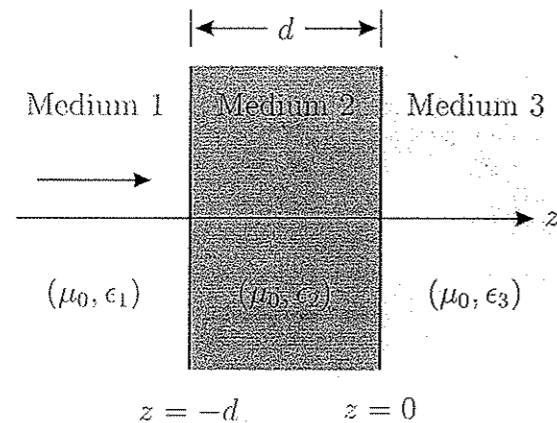 d
Medium 1 Medium 2 Medium 3
z
(μ₀, ϵ₁) (μ₀, ϵ₂) (μ₀, ϵ₃)
z = −d z = 0